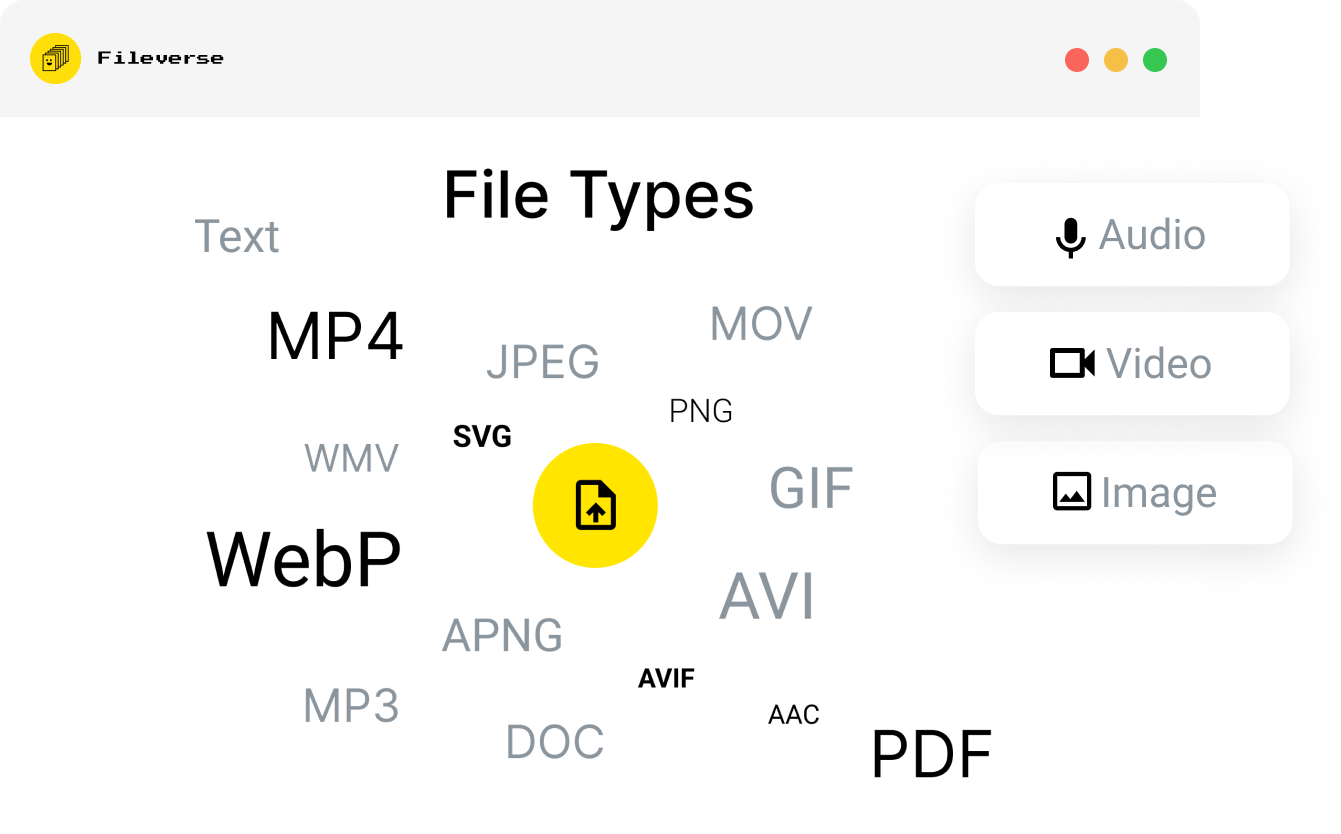 Fileverse
File Types
Text
MP4
MOV
JPEG
PNG
SVG
WMV
GIF
WebP
AVI
APNG
AVIF
MP3
AAC
DOC
PDF
Audio
Video
Image